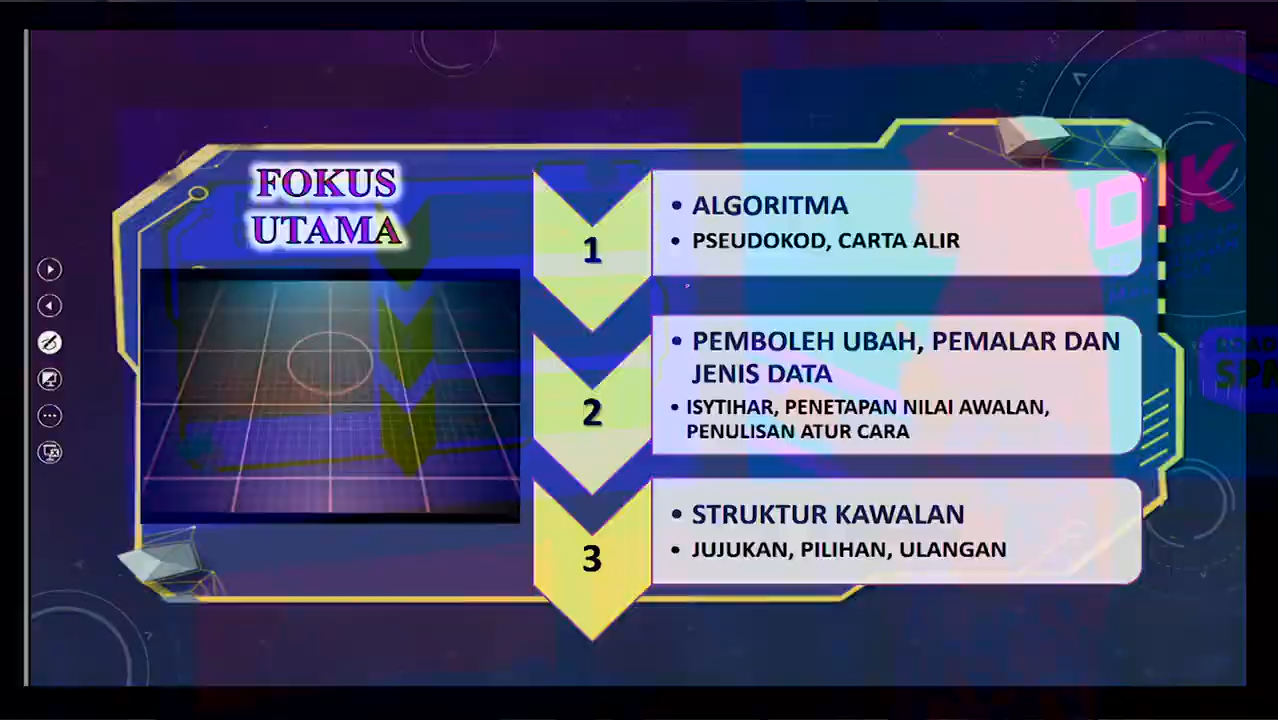 FOKUS
UTAMA
1
• ALGORITMA
• PSEUDOKOD, CARTA ALIR
2
• PEMBOLEH UBAH, PEMALAR DAN
JENIS DATA
• ISYTIHAR, PENETAPAN NILAI AWALAN,
PENULISAN ATUR CARA
3
• STRUKTUR KAWALAN
• JUJUKAN, PILIHAN, ULANGAN